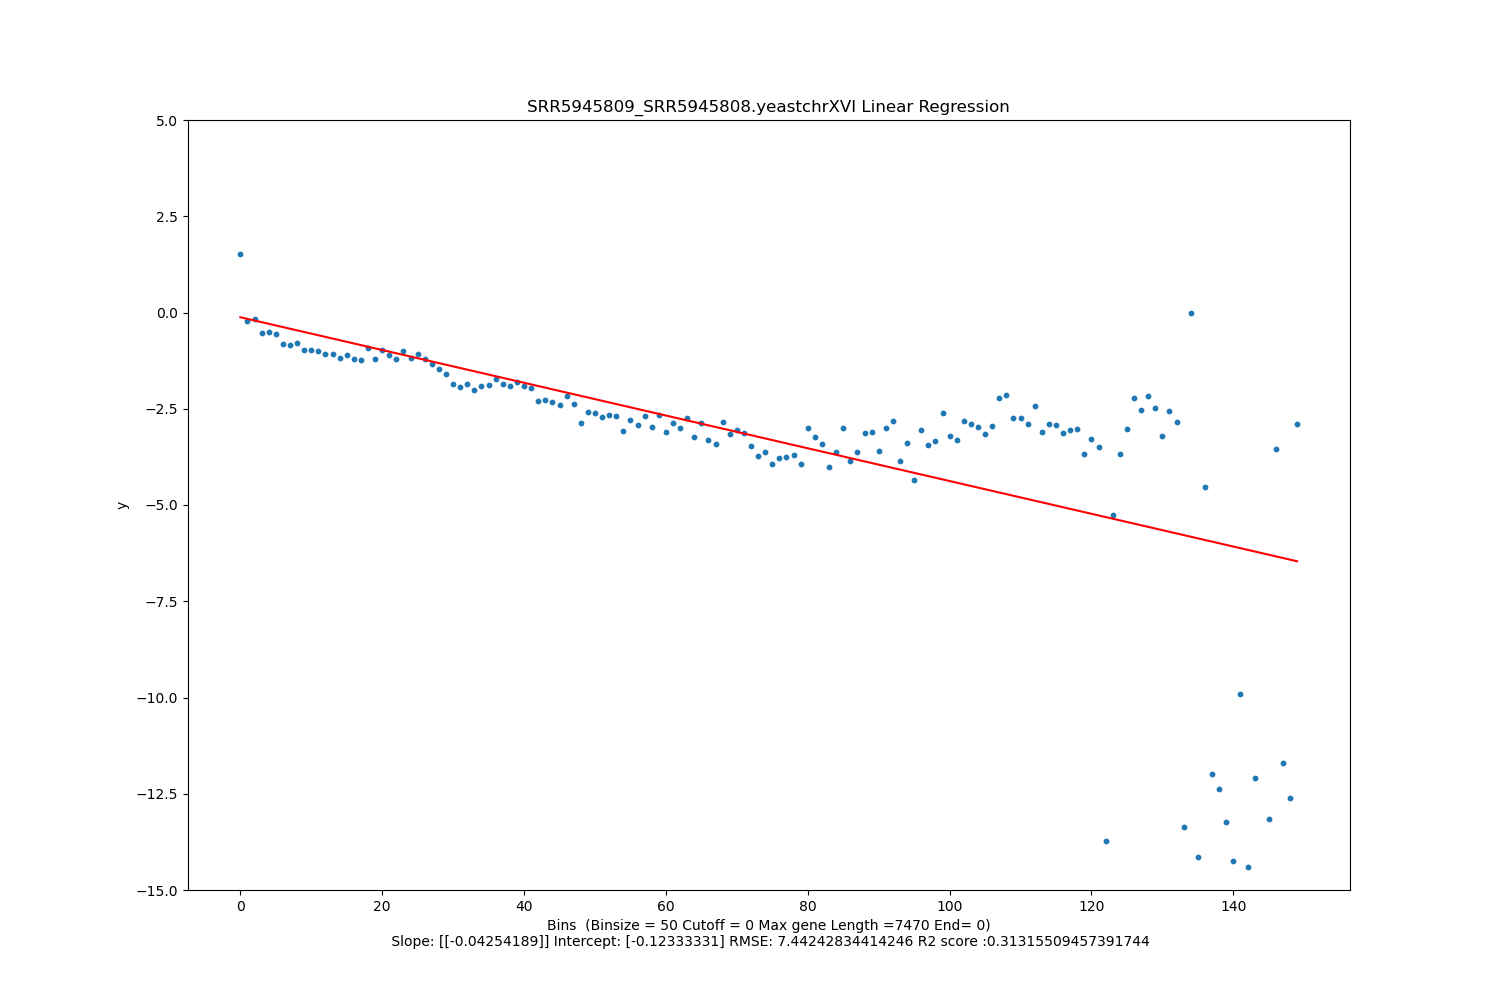 SRR5945809_SRR5945808.yeastchrXVI Linear Regression
5.0
2.5
0.0
−2.5
−5.0
−7.5
−10.0
−12.5
−15.0
y
0 20 40 60 80 100 120 140
Bins  (Binsize = 50 Cutoff = 0 Max gene Length =7470 End= 0)
Slope: [[-0.04254189]] Intercept: [-0.12333331] RMSE: 7.44242834414246 R2 score :0.31315509457391744